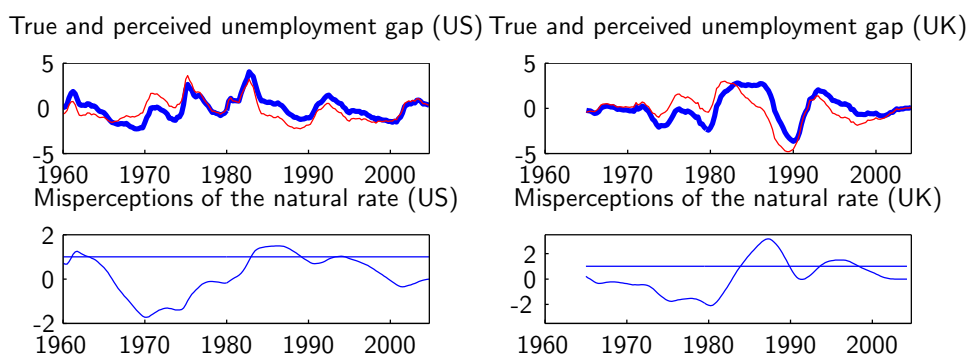 True and perceived unemployment gap (US)
5
0
-5
1960 1970 1980 1990 2000
True and perceived unemployment gap (UK)
5
0
-5
1960 1970 1980 1990 2000
Misperceptions of the natural rate (US)
2
0
-2
1960 1970 1980 1990 2000
Misperceptions of the natural rate (UK)
2
0
-2
1960 1970 1980 1990 2000